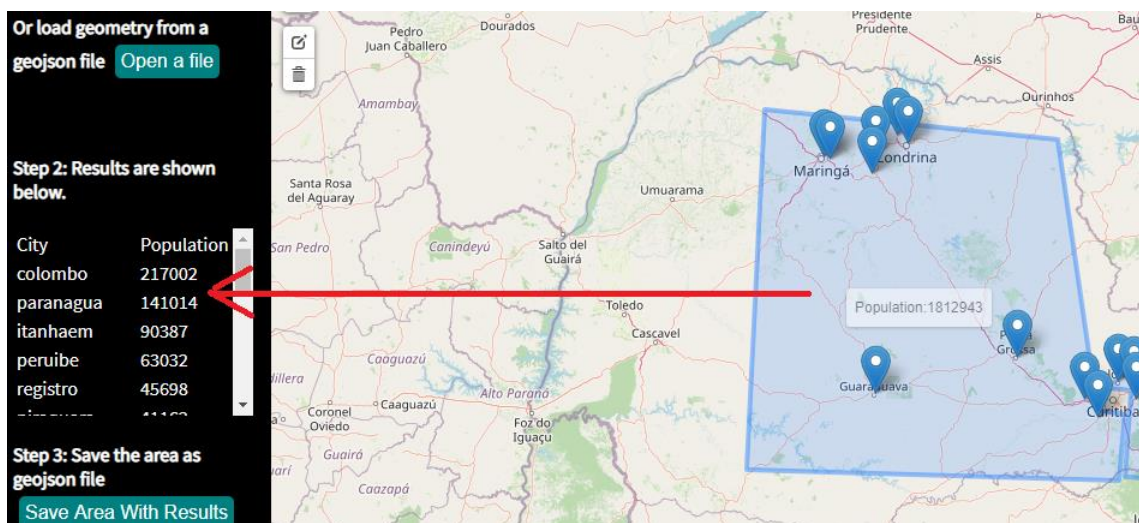 Or load geometry from a
geojson file Open a file
Step 2: Results are shown
below.
City Population
colombo 217002
paranagua 141014
itanhaem 90387
peruibe 63032
registro 45698
Step 3: Save the area as
geojson file
Save Area With Results
Pedro
Juan Caballero
Dourados
Presidente
Prudente
Assis
Ourinhos
Amambay
Maringá
Londrina
Santa Rosa
del Aguaray
Umuarama
San Pedro
Canindeyú
Salto del
Guairá
Population:1812943
Toledo
Cascavel
Caaguazú
Alto Paraná
Guarapuava
Coronel
Oviedo
Caaguazú
Foz do
Iguaçu
Curitiba
Guairá
Caazapá